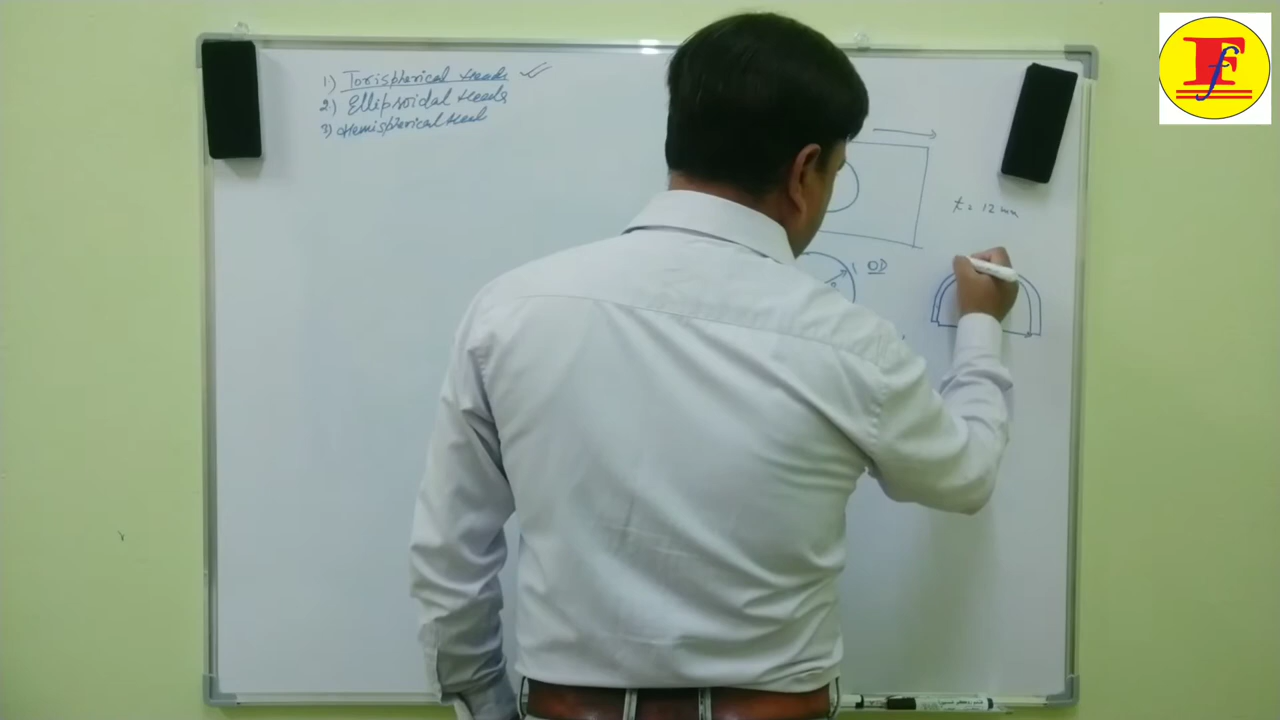 1) Torispherical Heads
2) Ellipsoidal Heads
3) Hemispherical Head
t = 12 mm
OD
F f